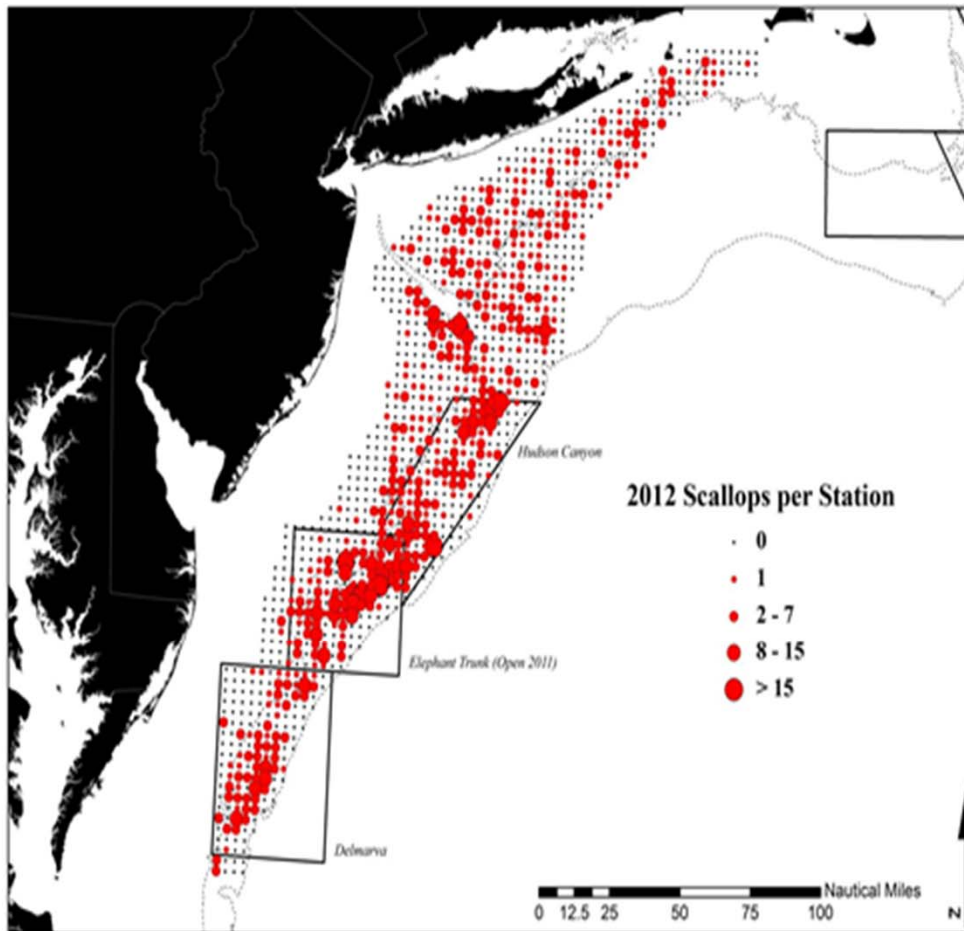 Hudson Canyon
2012 Scallops per Station
0
1
2 - 7
8 - 15
> 15
Elephant Trunk (Open 2011)
Delmarva
Nautical Miles
0 12.5 25 50 75 100
N